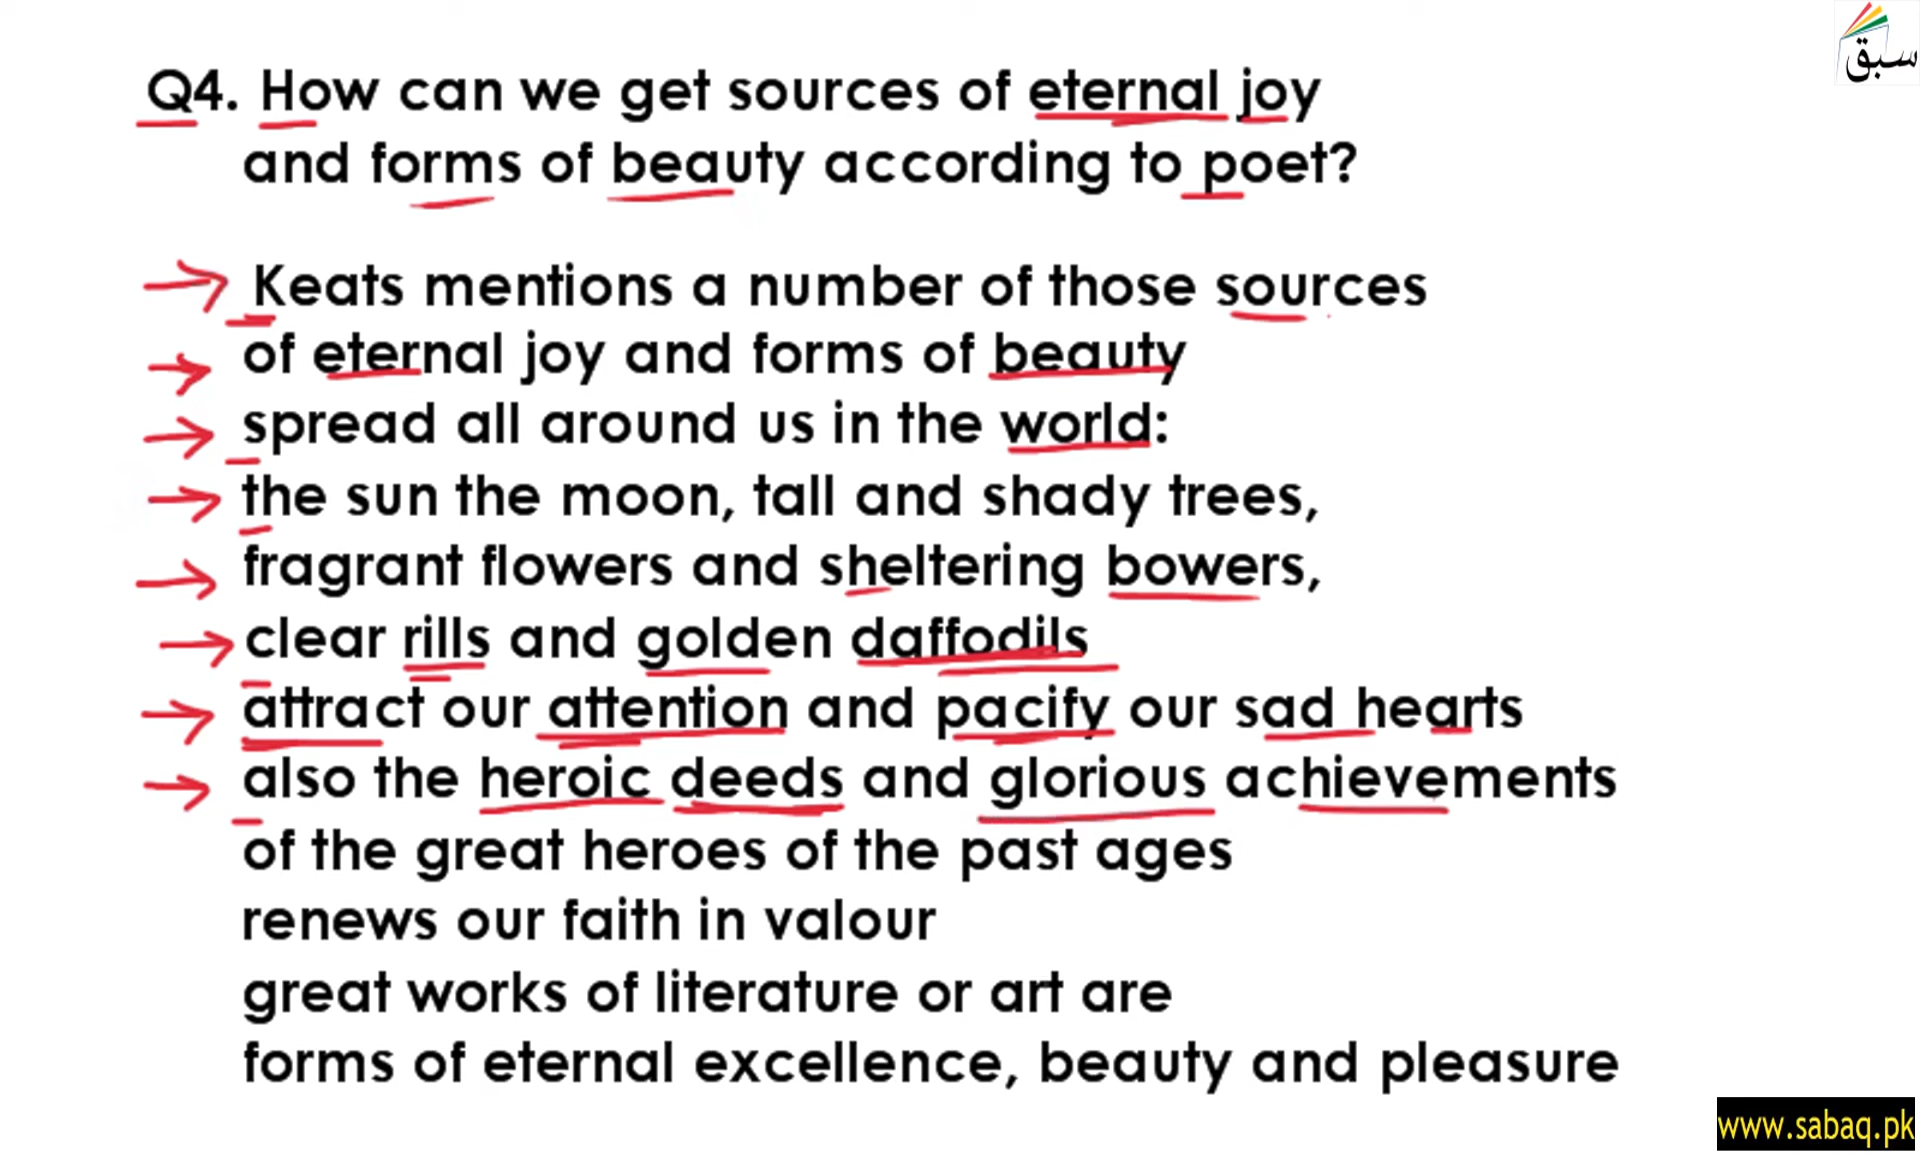 سبق
Q4. How can we get sources of eternal joy
and forms of beauty according to poet?
Keats mentions a number of those sources
of eternal joy and forms of beauty
spread all around us in the world:
the sun the moon, tall and shady trees,
fragrant flowers and sheltering bowers,
clear rills and golden daffodils
attract our attention and pacify our sad hearts
also the heroic deeds and glorious achievements
of the great heroes of the past ages
renews our faith in valour
great works of literature or art are
forms of eternal excellence, beauty and pleasure
www.sabaq.pk